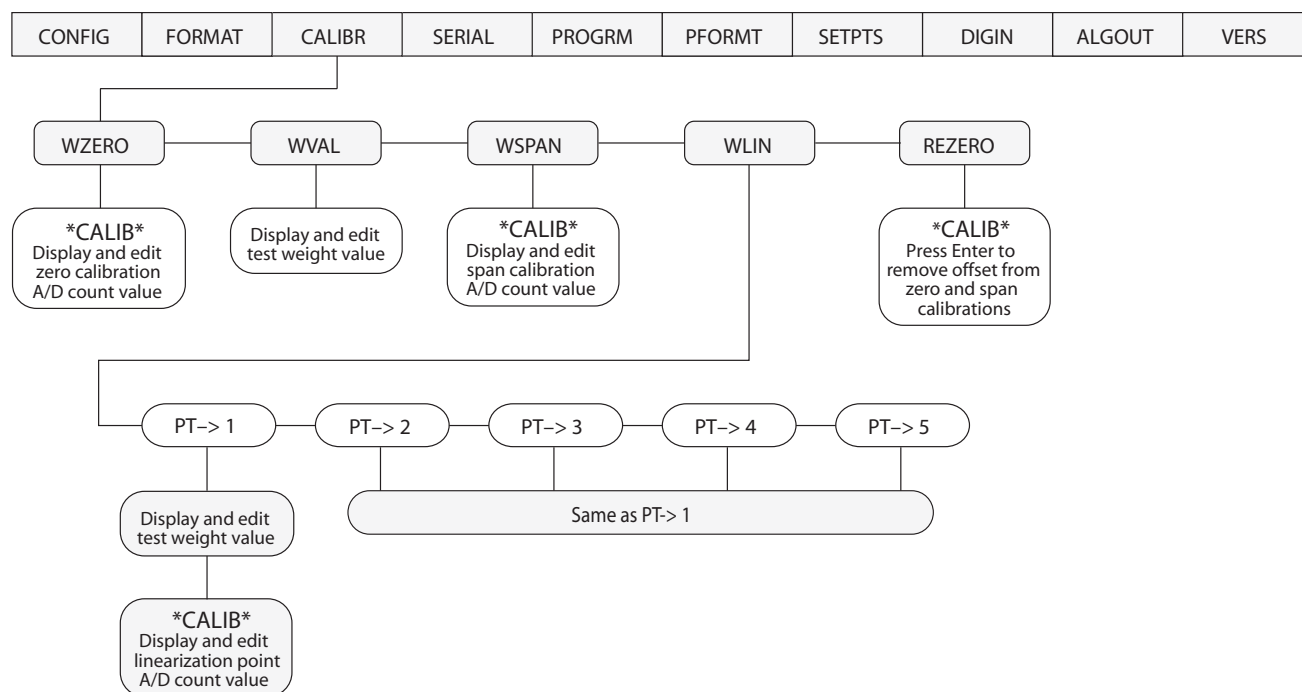 CONFIG
FORMAT
CALIBR
SERIAL
PROGRM
PFORMT
SETPTS
DIGIN
ALGOUT
VERS
WZERO
WVAL
WSPAN
WLIN
REZERO
*CALIB*
Display and edit
zero calibration
A/D count value
Display and edit
test weight value
*CALIB*
Display and edit
span calibration
A/D count value
*CALIB*
Press Enter to
remove offset from
zero and span
calibrations
PT–> 1
PT–> 2
PT–> 3
PT–> 4
PT–> 5
Display and edit
test weight value
Same as PT-> 1
*CALIB*
Display and edit
linearization point
A/D count value